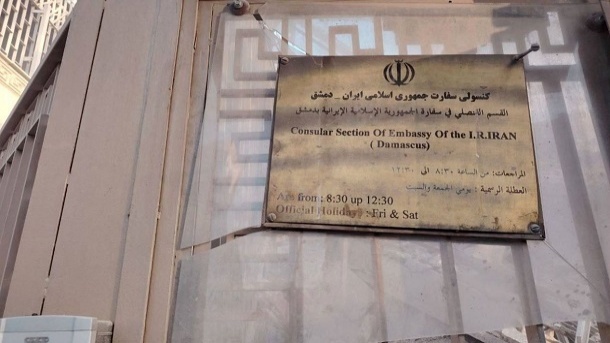 کنسولی سفارت جمهوری اسلامی ایران _ دمشق
القسم القنصلي في سفارة الجمهورية الإسلامية الإيرانية بدمشق
Consular Section Of Embassy Of the I.R.IRAN
( Damascus)
المراجعات: من الساعة ٨/٣٠ الى ١٢/٣٠
العطلة الرسمية : يومي الجمعة والسبت
from : 8:30 up 12:30
Official Holiday : Fri & Sat